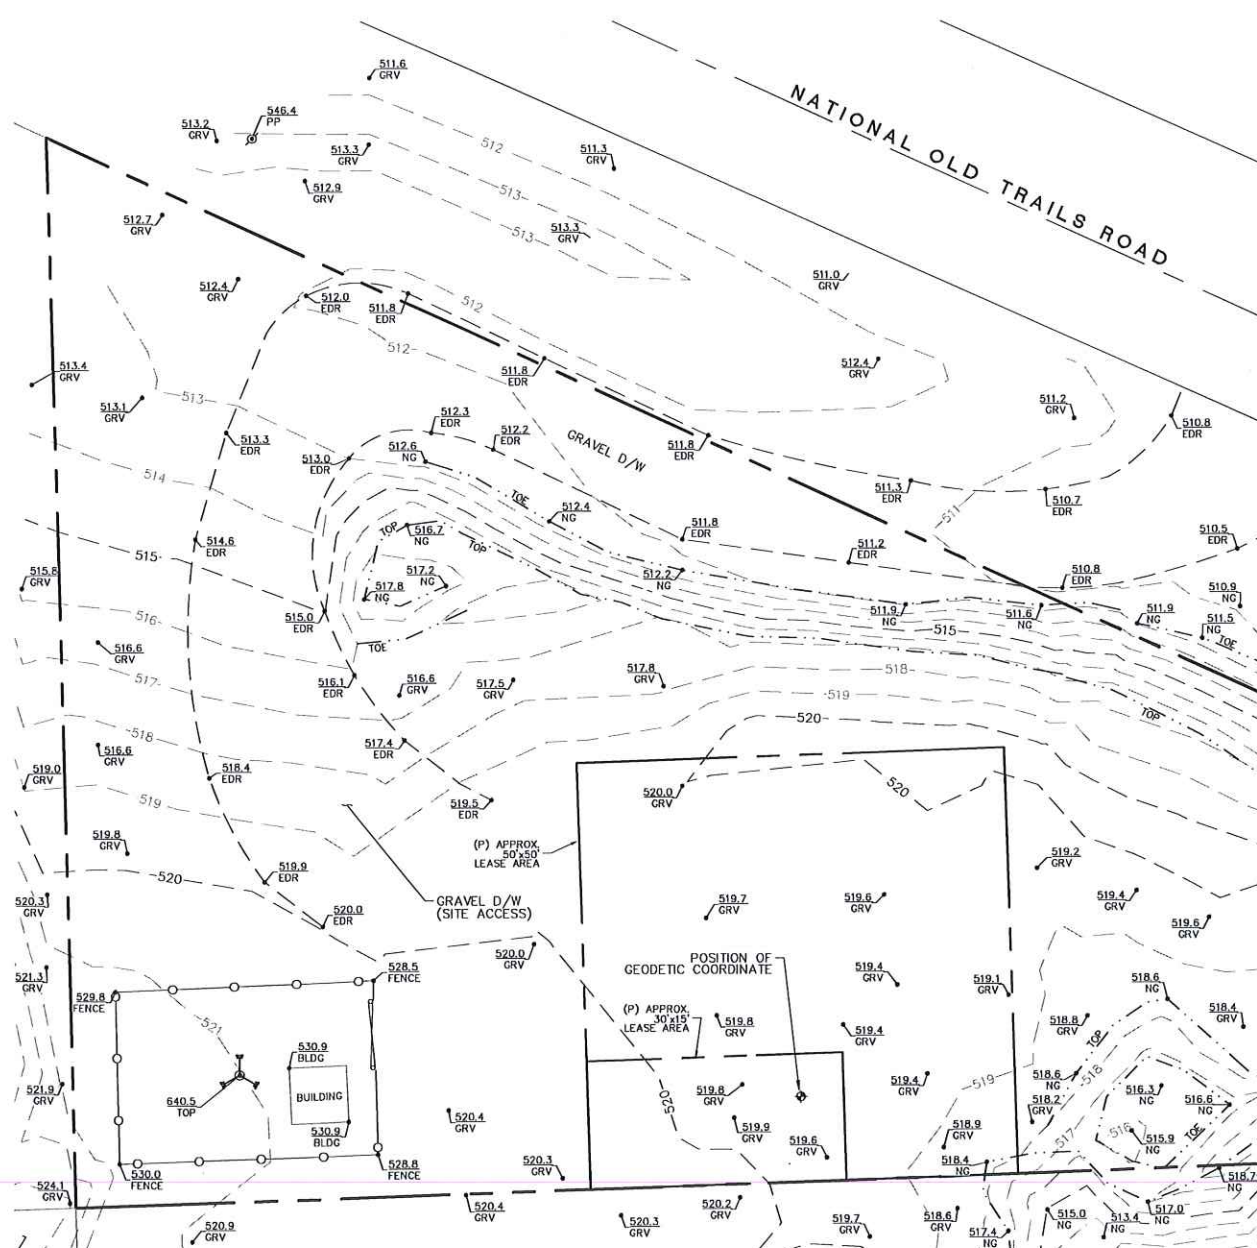 511.6
GRV
546.4
PP
513.2
GRV
NATIONAL OLD TRAILS ROAD
513.3
GRV
512
511.3
GRV
512.9
GRV
513
512.7
GRV
513.3
GRV
513
512.4
GRV
511.0
GRV
512.0
EDR
511.8
EDR
512
512
513.4
GRV
511.8
EDR
512.4
GRV
513.1
GRV
513
511.2
GRV
510.8
EDR
513.3
EDR
512.3
EDR
512.2
EDR
GRAVEL D/W
511.8
EDR
512.6
NG
513.0
EDR
514
511.3
EDR
510.7
EDR
TOE
512.4
NG
511
514.6
EDR
TOP
516.7
NG
TOP
511.8
EDR
510.5
EDR
515
511.2
EDR
515.8
GRV
517.2
NG
512.2
NG
510.8
EDR
517.8
NG
510.9
NG
516
515.0
EDR
511.9
NG
515
511.6
NG
511.9
NG
511.5
NG
TOE
516.6
GRV
TOE
517
516.1
EDR
516.6
GRV
517.5
GRV
517.8
GRV
518
519
TOP
518
520
516.6
GRV
517.4
EDR
519.0
GRV
518.4
EDR
519
519.5
EDR
520.0
GRV
520
519.8
GRV
(P) APPROX.
50'x50'
LEASE AREA
519.2
GRV
520
519.9
EDR
GRAVEL D/W
(SITE ACCESS)
519.7
GRV
519.6
GRV
519.4
GRV
520.3
GRV
520.0
EDR
519.6
GRV
520.0
GRV
POSITION OF
GEODETIC COORDINATE
521.3
GRV
528.5
FENCE
519.4
GRV
519.1
GRV
518.6
NG
529.8
FENCE
521
(P) APPROX.
30'x15'
LEASE AREA
519.8
GRV
519.4
GRV
518.8
GRV
518.4
GRV
TOP
530.9
BLDG
518
521.9
GRV
640.5
TOP
BUILDING
519.8
GRV
519.4
GRV
519
518.6
NG
516.3
NG
516.6
NG
518.2
GRV
520
520.4
GRV
530.9
BLDG
519.9
GRV
519.6
GRV
518.9
GRV
517
516
515.9
NG
TOE
530.0
FENCE
528.8
FENCE
520.3
GRV
518.4
NG
518.7
NG
524.1
GRV
520.4
GRV
520.2
GRV
520.9
GRV
520.3
GRV
519.7
GRV
518.6
GRV
517.4
NG
515.0
NG
513.4
NG
517.0
NG